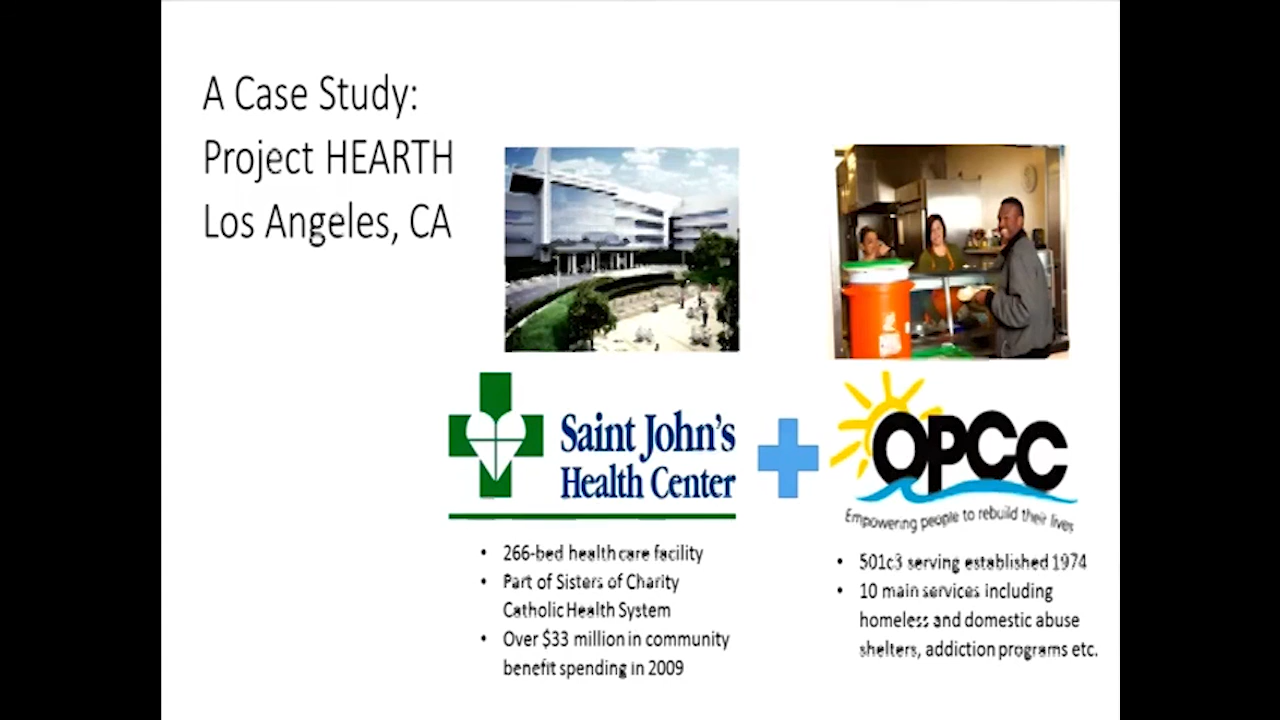 A Case Study:
Project HEARTH
Los Angeles, CA
Saint John's
Health Center
OPCC
Empowering people to rebuild their lives
• 266-bed health care facility
• Part of Sisters of Charity
Catholic Health System
• Over $33 million in community
benefit spending in 2009
• 501c3 serving established 1974
• 10 main services including
homeless and domestic abuse
shelters, addiction programs etc.